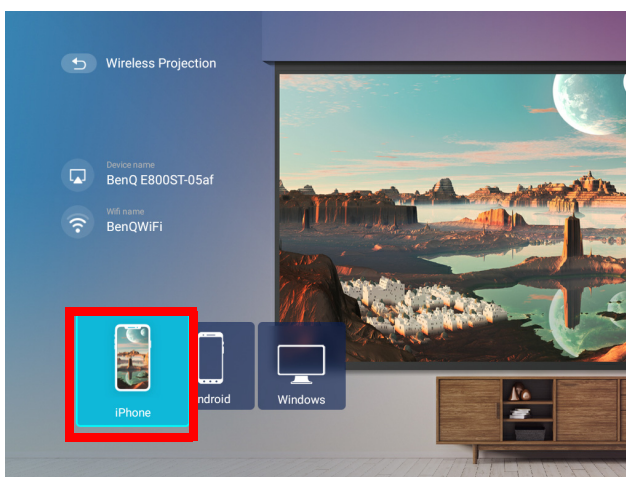 Wireless Projection
Device name
BenQ E800ST-05af
Wifi name
BenQWiFi
iPhone
ndroid
Windows